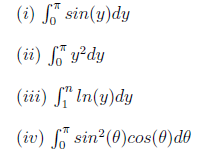 (i) ∫₀^π sin(y)dy
(ii) ∫₀^π y²dy
(iii) ∫₁^π ln(y)dy
(iv) ∫₀^π sin²(θ)cos(θ)dθ